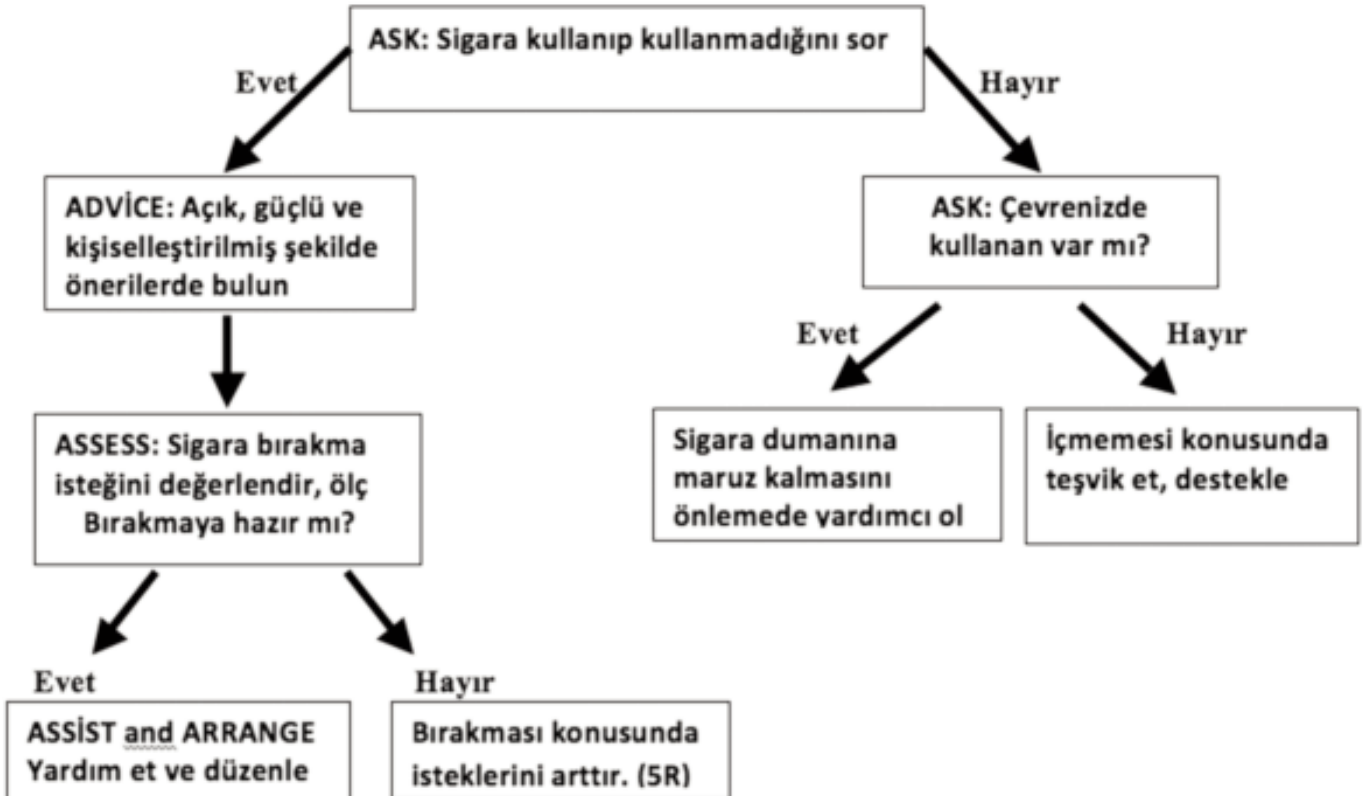 ASK: Sigara kullanıp kullanmadığını sor
Evet
Hayır
ADVİCE: Açık, güçlü ve
kişiselleştirilmiş şekilde
önerilerde bulun
ASK: Çevrenizde
kullanan var mı?
Evet
Hayır
ASSESS: Sigara bırakma
isteğini değerlendir, ölç
Bırakmaya hazır mı?
Sigara dumanına
maruz kalmasını
önlemede yardımcı ol
İçmemesi konusunda
teşvik et, destekle
Evet
Hayır
ASSİST and ARRANGE
Yardım et ve düzenle
Bırakması konusunda
isteklerini arttır. (5R)